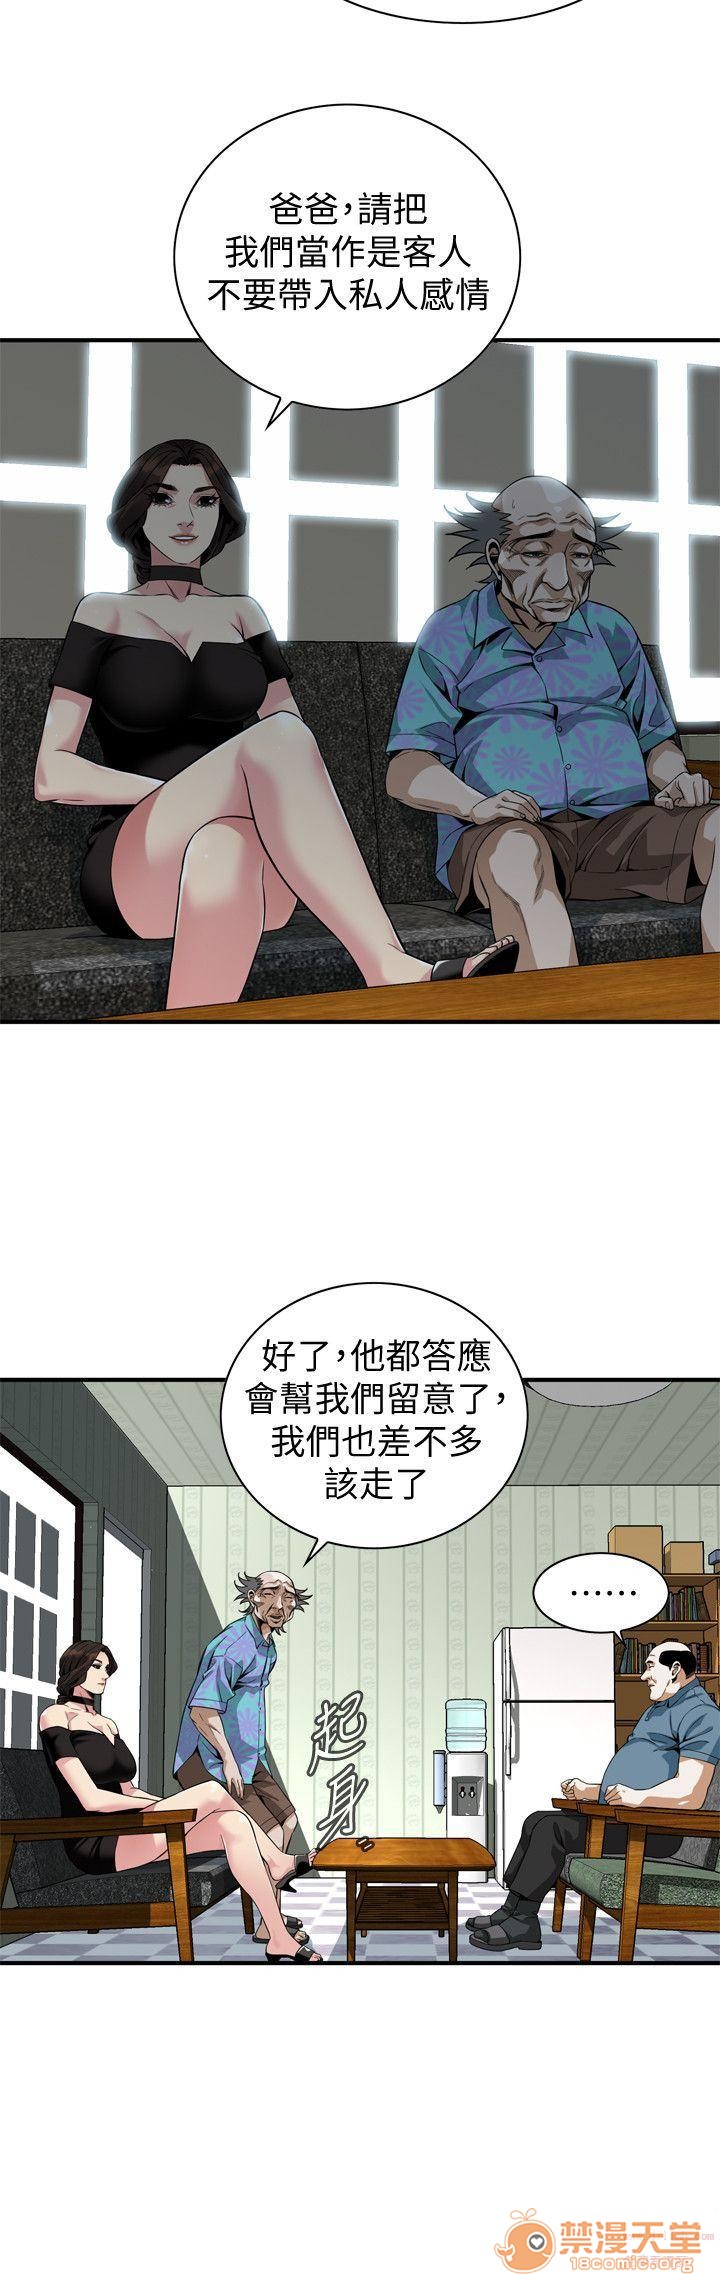 爸爸，請把
我們當作是客人
不要帶入私人感情
好了，他都答應
會幫我們留意了，
我們也差不多
該走了
……
起身
禁漫天堂
18comic.org